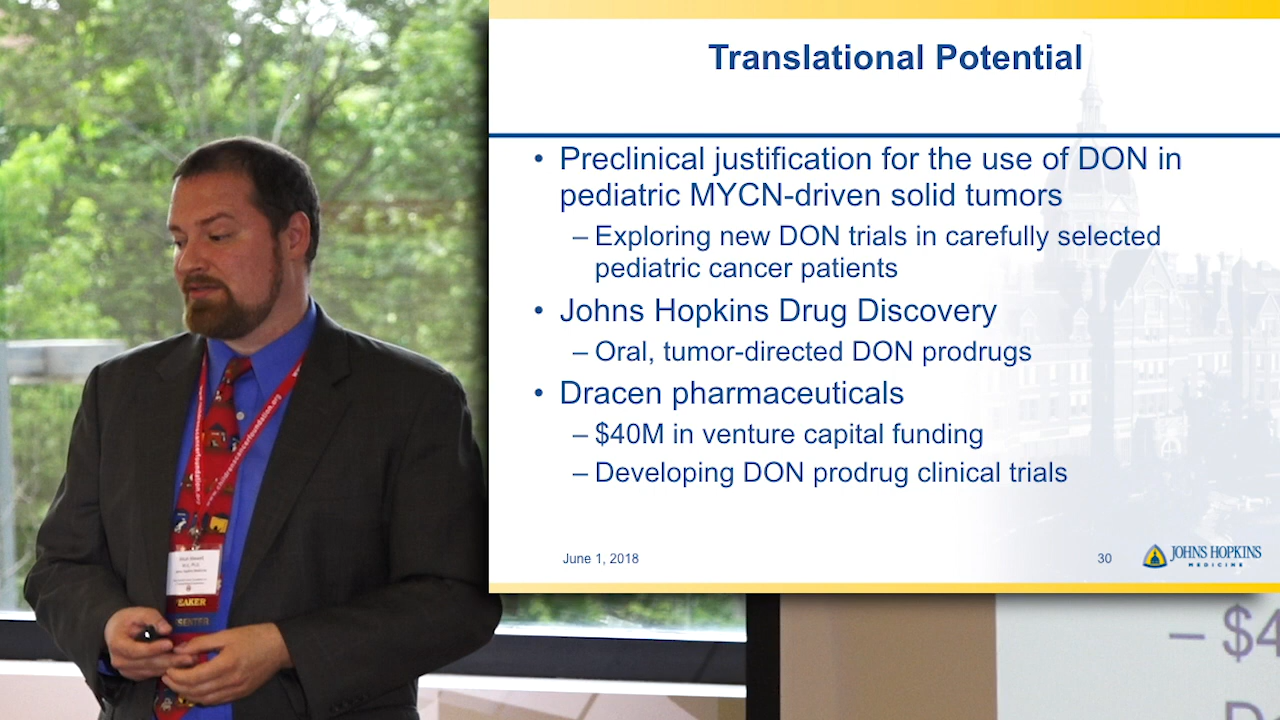 Translational Potential
• Preclinical justification for the use of DON in
pediatric MYCN-driven solid tumors
– Exploring new DON trials in carefully selected
pediatric cancer patients
• Johns Hopkins Drug Discovery
– Oral, tumor-directed DON prodrugs
• Dracen pharmaceuticals
– $40M in venture capital funding
– Developing DON prodrug clinical trials
June 1, 2018
30
JOHNS HOPKINS
MEDICINE
EAKER
– $4